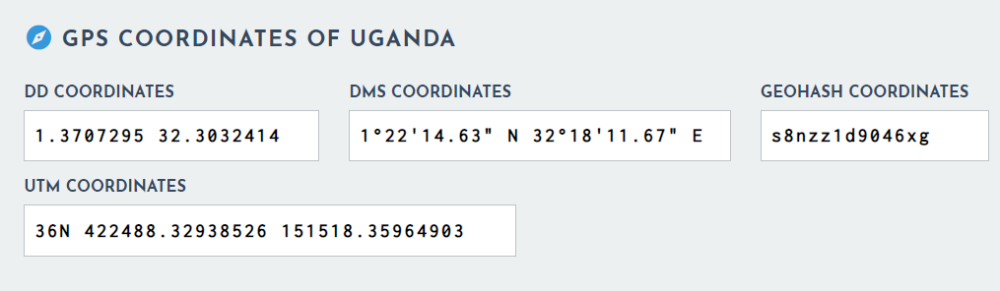 GPS COORDINATES OF UGANDA
DD COORDINATES
1.3707295 32.3032414
DMS COORDINATES
1°22'14.63" N 32°18'11.67" E
GEOHASH COORDINATES
s8nzz1d9046xg
UTM COORDINATES
36N 422488.32938526 151518.35964903